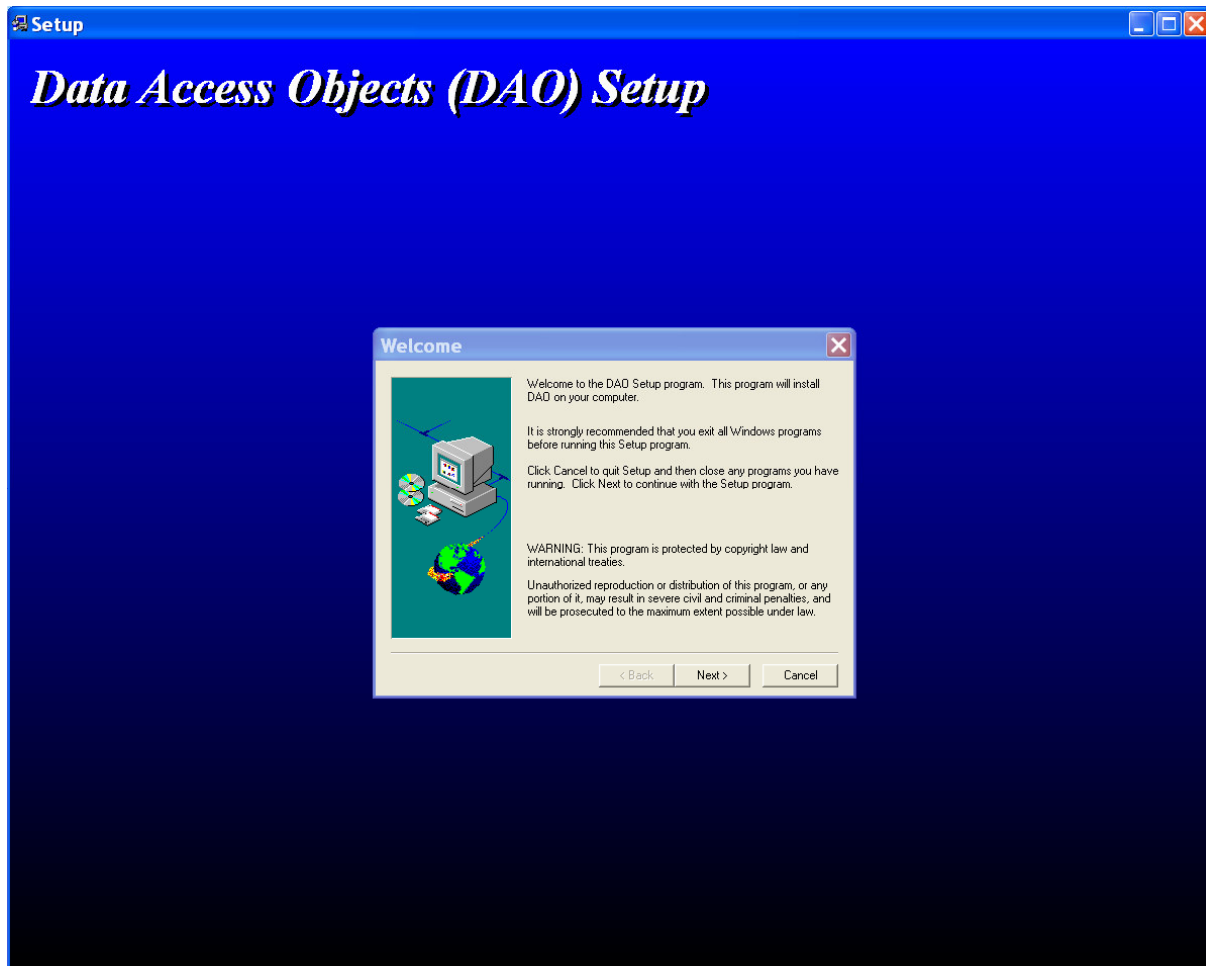 Setup
Data Access Objects (DAO) Setup
Welcome
Welcome to the DAO Setup program.  This program will install
DAO on your computer.
It is strongly recommended that you exit all Windows programs
before running this Setup program.
Click Cancel to quit Setup and then close any programs you have
running.  Click Next to continue with the Setup program.
WARNING: This program is protected by copyright law and
international treaties.
Unauthorized reproduction or distribution of this program, or any
portion of it, may result in severe civil and criminal penalties, and
will be prosecuted to the maximum extent possible under law.
< Back Next > Cancel